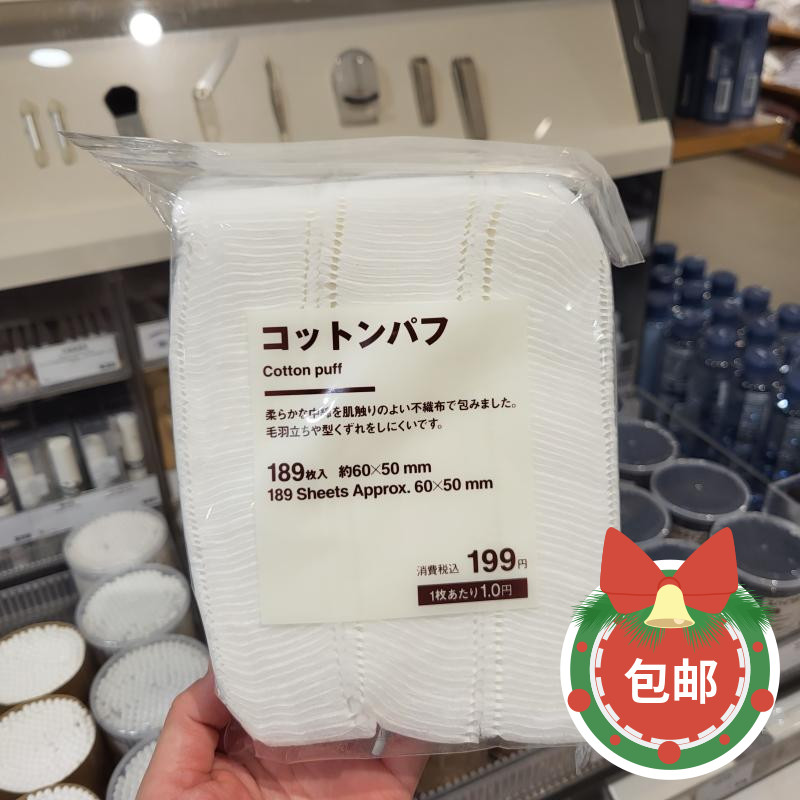 コットンパフ
Cotton puff
柔らかな中綿を肌触りのよい不織布で包みました。
毛羽立ちや型くずれをしにくいです。
189枚入 約60×50 mm
189 Sheets Approx. 60×50 mm
消費税込 199円
1枚あたり1.0円
包邮